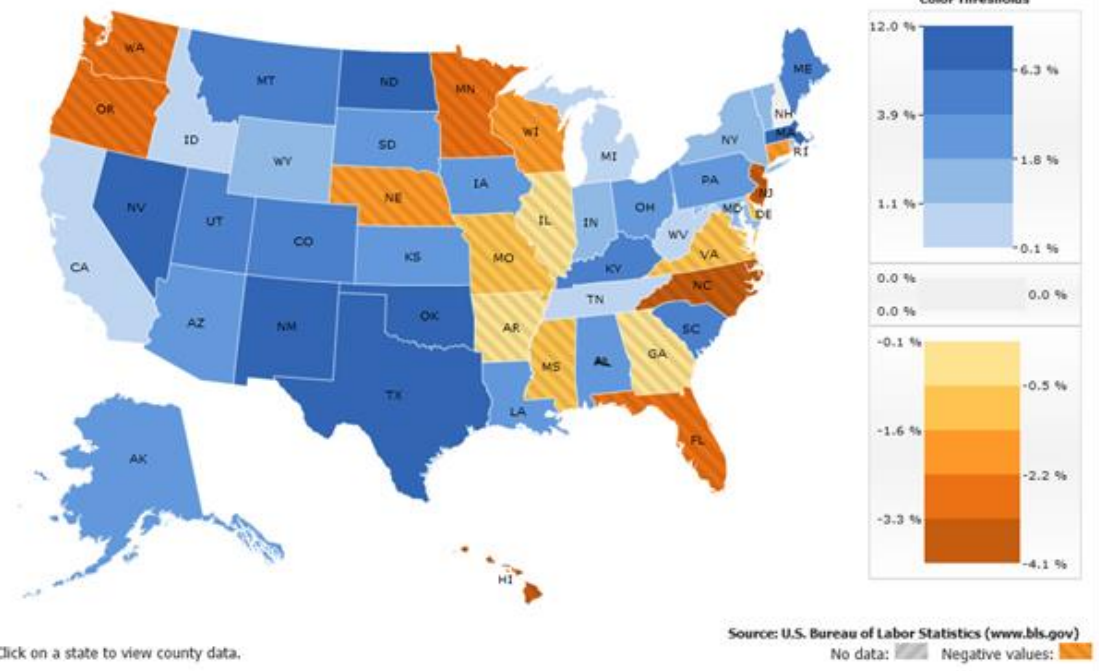 Color Thresholds
12.0 %
6.3 %
3.9 %
1.8 %
1.1 %
0.1 %
0.0 %
0.0 %
0.0 %
-0.1 %
-0.5 %
-1.6 %
-2.2 %
-3.3 %
-4.1 %
WA
MT
ND
MN
ME
OR
ID
SD
WI
NH
MA
NY
RI
WY
MI
IA
PA
NJ
NE
NV
UT
CO
IL
IN
OH
MD
DE
WV
VA
CA
KS
MO
KY
NC
TN
AZ
NM
OK
AR
SC
MS
AL
GA
TX
LA
FL
AK
HI
Source: U.S. Bureau of Labor Statistics (www.bls.gov)
Click on a state to view county data.
No data:
Negative values: